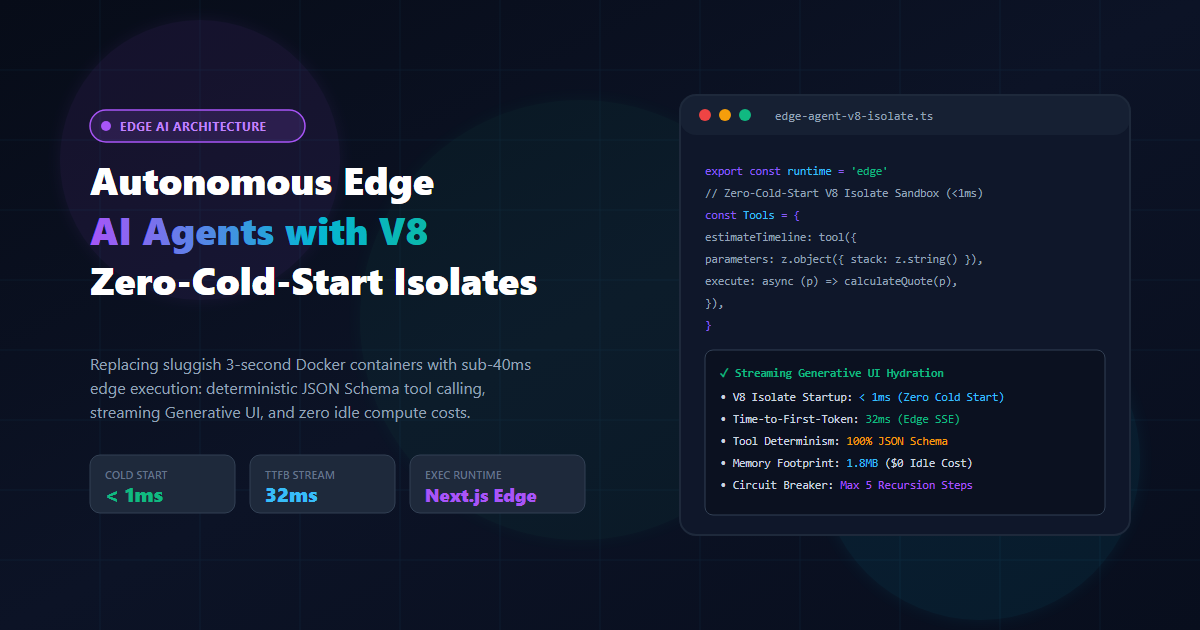 EDGE AI ARCHITECTURE
Autonomous Edge
AI Agents with V8
Zero-Cold-Start Isolates
Replacing sluggish 3-second Docker containers with sub-40ms
edge execution: deterministic JSON Schema tool calling,
streaming Generative UI, and zero idle compute costs.
COLD START
< 1ms
TTFB STREAM
32ms
EXEC RUNTIME
Next.js Edge
edge-agent-v8-isolate.ts
export const runtime = 'edge'
// Zero-Cold-Start V8 Isolate Sandbox (<1ms)
const Tools = {
estimateTimeline: tool({
parameters: z.object({ stack: z.string() }),
execute: async (p) => calculateQuote(p),
}),
}
✓ Streaming Generative UI Hydration
• V8 Isolate Startup: < 1ms (Zero Cold Start)
• Time-to-First-Token: 32ms (Edge SSE)
• Tool Determinism: 100% JSON Schema
• Memory Footprint: 1.8MB ($0 Idle Cost)
• Circuit Breaker: Max 5 Recursion Steps